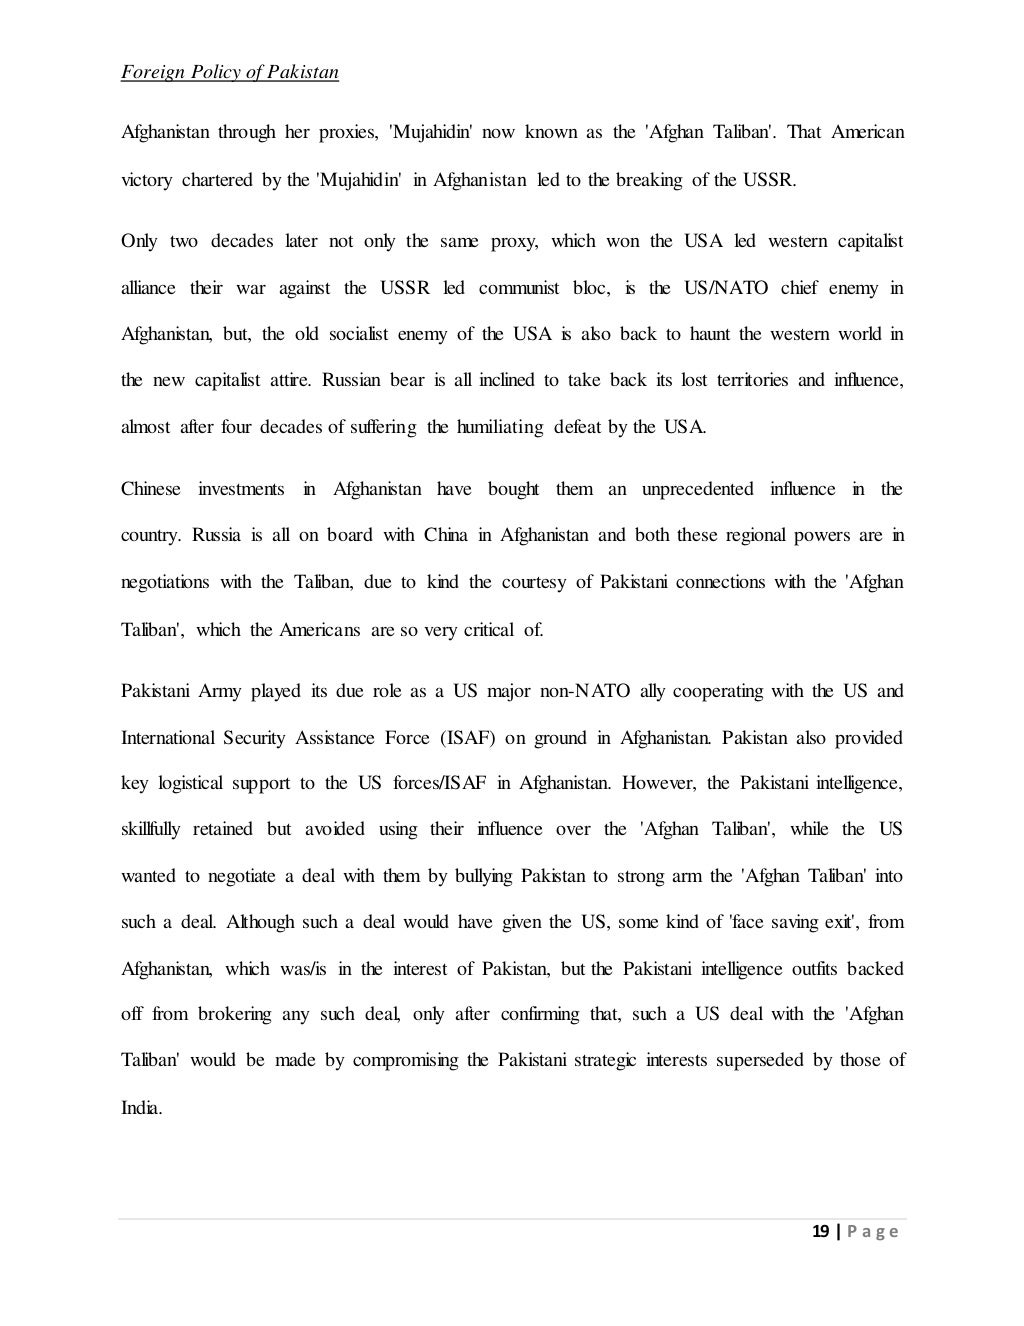 Foreign Policy of Pakistan
Afghanistan through her proxies, 'Mujahidin' now known as the 'Afghan Taliban'. That American
victory chartered by the 'Mujahidin' in Afghanistan led to the breaking of the USSR.
Only two decades later not only the same proxy, which won the USA led western capitalist
alliance their war against the USSR led communist bloc, is the US/NATO chief enemy in
Afghanistan, but, the old socialist enemy of the USA is also back to haunt the western world in
the new capitalist attire. Russian bear is all inclined to take back its lost territories and influence,
almost after four decades of suffering the humiliating defeat by the USA.
Chinese investments in Afghanistan have bought them an unprecedented influence in the
country. Russia is all on board with China in Afghanistan and both these regional powers are in
negotiations with the Taliban, due to kind the courtesy of Pakistani connections with the 'Afghan
Taliban', which the Americans are so very critical of.
Pakistani Army played its due role as a US major non-NATO ally cooperating with the US and
International Security Assistance Force (ISAF) on ground in Afghanistan. Pakistan also provided
key logistical support to the US forces/ISAF in Afghanistan. However, the Pakistani intelligence,
skillfully retained but avoided using their influence over the 'Afghan Taliban', while the US
wanted to negotiate a deal with them by bullying Pakistan to strong arm the 'Afghan Taliban' into
such a deal. Although such a deal would have given the US, some kind of 'face saving exit', from
Afghanistan, which was/is in the interest of Pakistan, but the Pakistani intelligence outfits backed
off from brokering any such deal, only after confirming that, such a US deal with the 'Afghan
Taliban' would be made by compromising the Pakistani strategic interests superseded by those of
India.
19 | Page